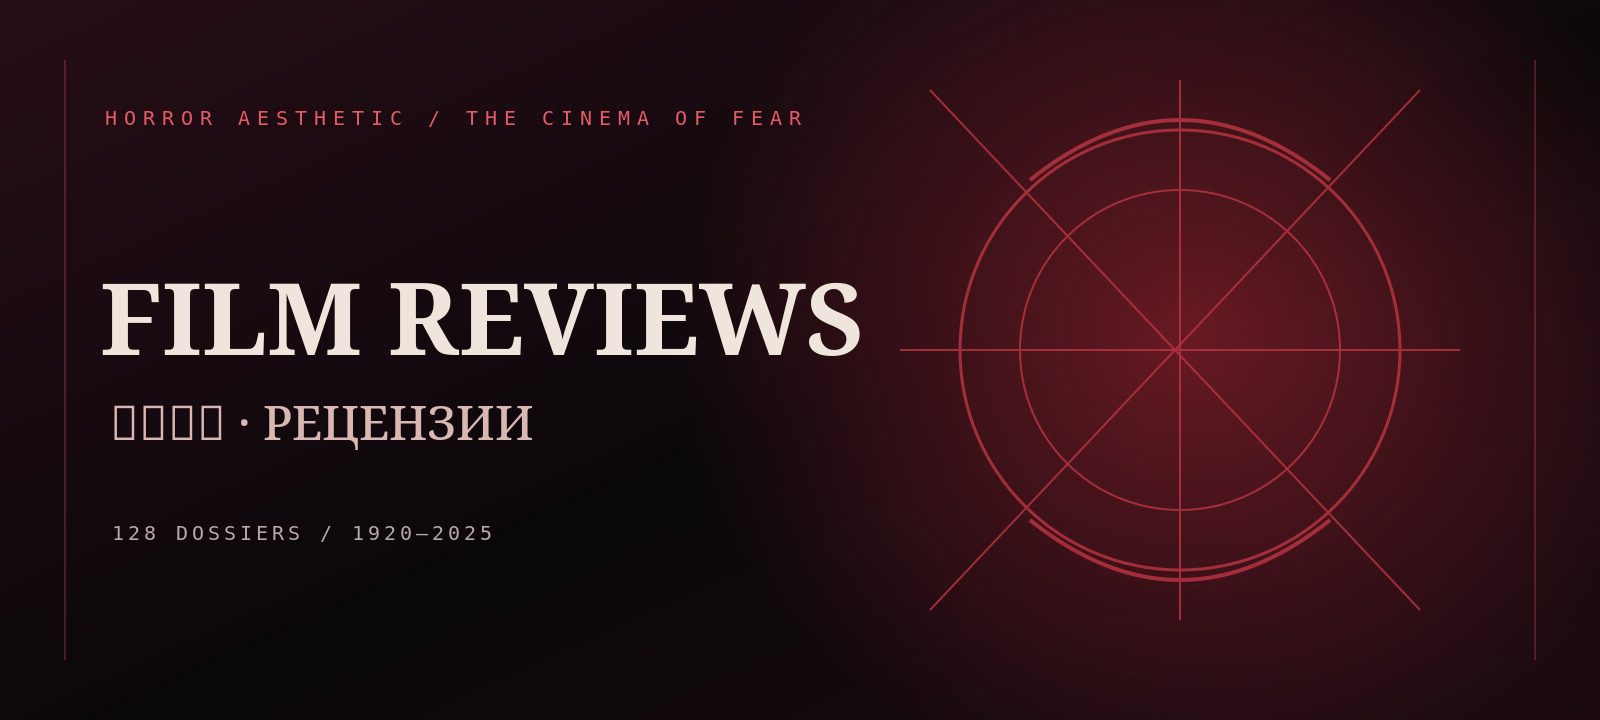 HORROR AESTHETIC / THE CINEMA OF FEAR
FILM REVIEWS
· РЕЦЕНЗИИ
128 DOSSIERS / 1920—2025